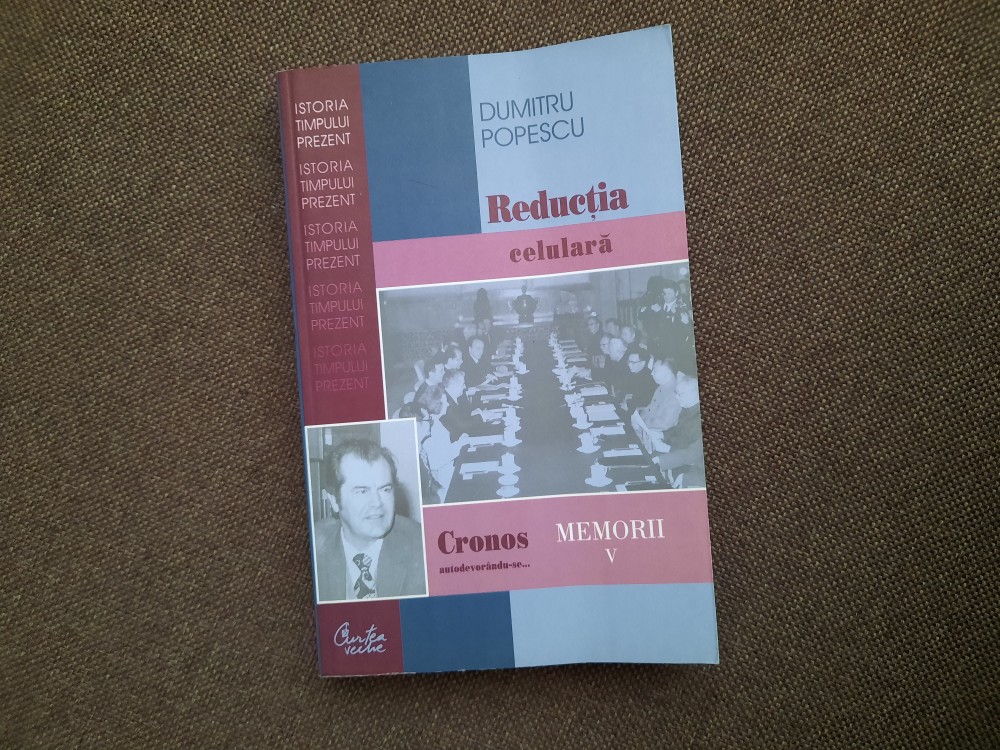 ISTORIA
TIMPULUI
PREZENT
ISTORIA
TIMPULUI
PREZENT
ISTORIA
TIMPULUI
PREZENT
ISTORIA
TIMPULUI
PREZENT
ISTORIA
TIMPULUI
PREZENT
DUMITRU
POPESCU
Reducția
celulară
Cronos
autodevorându-se...
MEMORII
V
Curtea
veche